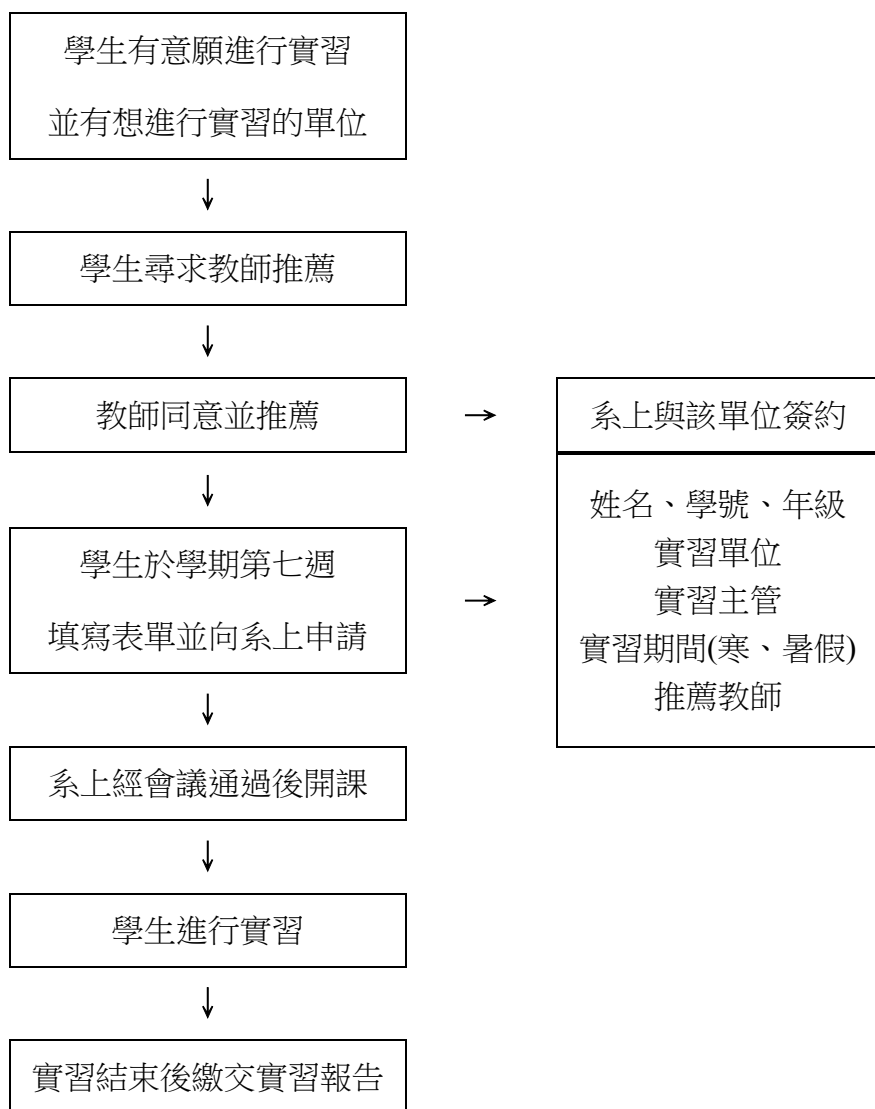 學生有意願進行實習
並有想進行實習的單位
↓
學生尋求教師推薦
↓
教師同意並推薦
→
系上與該單位簽約
↓
學生於學期第七週
填寫表單並向系上申請
→
姓名、學號、年級
實習單位
實習主管
實習期間(寒、暑假)
推薦教師
↓
系上經會議通過後開課
↓
學生進行實習
↓
實習結束後繳交實習報告